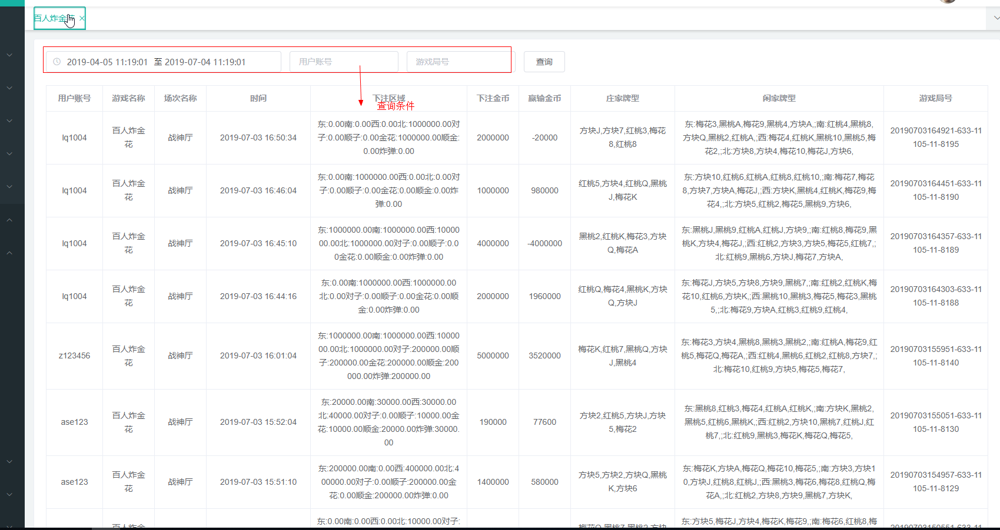 百人炸金
2019-04-05 11:19:01 至 2019-07-04 11:19:01
用户账号
游戏局号
查询
用户账号 游戏名称 场次名称 时间 下注区域 下注金币 赢输金币 庄家牌型 闲家牌型 游戏局号
查询条件
lq1004
百人炸金
花
战神厅
2019-07-03 16:50:34
东:0.00南:0.00西:0.00北:1000000.00对
子:0.00顺子:0.00金花:1000000.00顺金:
0.00炸弹:0.00
2000000
-20000
方块J,方块7,红桃3,梅花
8,红桃8
东:梅花3,黑桃A,梅花9,黑桃4,方块A,;南:红桃4,黑桃8,
方块Q,黑桃2,红桃A,;西:梅花4,红桃K,黑桃10,黑桃5,梅
花2,;北:方块8,方块4,梅花10,梅花J,方块6,
20190703164921-633-11
105-11-8195
lq1004
百人炸金
花
战神厅
2019-07-03 16:46:04
东:0.00南:1000000.00西:0.00北:0.00对
子:0.00顺子:0.00金花:0.00顺金:0.00炸
弹:0.00
1000000
980000
红桃5,方块4,红桃Q,黑桃
J,梅花K
东:方块10,红桃6,红桃A,红桃8,红桃10,;南:梅花7,梅花
8,方块7,方块A,梅花J,;西:方块K,黑桃4,红桃K,梅花9,梅
花4,;北:方块5,红桃2,梅花5,黑桃9,方块6,
20190703164451-633-11
105-11-8190
lq1004
百人炸金
花
战神厅
2019-07-03 16:45:10
东:1000000.00南:1000000.00西:10000
00.00北:1000000.00对子:0.00顺子:0.0
0金花:0.00顺金:0.00炸弹:0.00
4000000
-4000000
黑桃2,红桃K,梅花3,方块
Q,梅花A
东:黑桃J,黑桃9,红桃A,红桃J,方块9,;南:红桃8,梅花9,黑
桃K,方块4,梅花J,;西:红桃2,方块3,方块5,梅花5,红桃7,;
北:红桃9,黑桃6,方块J,梅花7,方块A,
20190703164357-633-11
105-11-8189
lq1004
百人炸金
花
战神厅
2019-07-03 16:44:16
东:0.00南:1000000.00西:1000000.00
北:0.00对子:0.00顺子:0.00金花:0.00顺
金:0.00炸弹:0.00
2000000
1960000
红桃Q,梅花4,黑桃K,方块
Q,方块J
东:梅花J,方块5,方块8,方块9,黑桃7,;南:红桃2,红桃K,梅
花10,红桃6,方块K,;西:黑桃10,黑桃3,梅花5,梅花3,黑桃
5,;北:梅花9,方块A,红桃3,红桃9,红桃4,
20190703164303-633-11
105-11-8188
z123456
百人炸金
花
战神厅
2019-07-03 16:01:04
东:1000000.00南:1000000.00西:10000
00.00北:1000000.00对子:200000.00顺
子:200000.00金花:200000.00顺金:200
000.00炸弹:200000.00
5000000
3520000
梅花K,红桃7,黑桃Q,方块
J,黑桃4
东:梅花3,方块4,黑桃8,黑桃3,黑桃2,;南:红桃A,梅花9,红
桃5,梅花Q,梅花A,;西:红桃4,黑桃6,红桃2,红桃8,方块7,;
北:梅花10,红桃9,方块5,梅花5,梅花7,
20190703155951-633-11
105-11-8140
ase123
百人炸金
花
战神厅
2019-07-03 15:52:04
东:20000.00南:30000.00西:30000.00
北:40000.00对子:0.00顺子:10000.00金
花:10000.00顺金:20000.00炸弹:30000.
00
190000
77600
方块2,红桃5,方块J,方块
5,梅花2
东:黑桃8,红桃3,梅花4,红桃A,红桃K,;南:方块K,黑桃2,
黑桃5,红桃6,黑桃K,;西:红桃2,方块10,黑桃7,红桃J,红
桃7,;北:红桃9,黑桃3,梅花K,梅花Q,梅花5,
20190703155051-633-11
105-11-8130
ase123
百人炸金
花
战神厅
2019-07-03 15:51:10
东:200000.00南:0.00西:400000.00北:4
00000.00对子:0.00顺子:200000.00金
花:0.00顺金:200000.00炸弹:0.00
1400000
580000
方块5,方块2,方块Q,黑桃
K,方块6
东:梅花K,方块A,梅花Q,梅花10,梅花5,;南:方块3,方块1
0,方块J,红桃8,红桃J,;西:黑桃3,梅花6,梅花8,红桃Q,梅
花A,;北:红桃2,方块8,方块9,黑桃7,方块K,
20190703154957-633-11
105-11-8129
百人炸金
东:0.00南:0.00西:0.00北:10000.00对子:
梅花Q,黑桃7,黑桃2,方块
东:方块5,梅花J,方块4,梅花K,梅花9,;南:梅花6,红桃8,梅
20190703150551-633-11